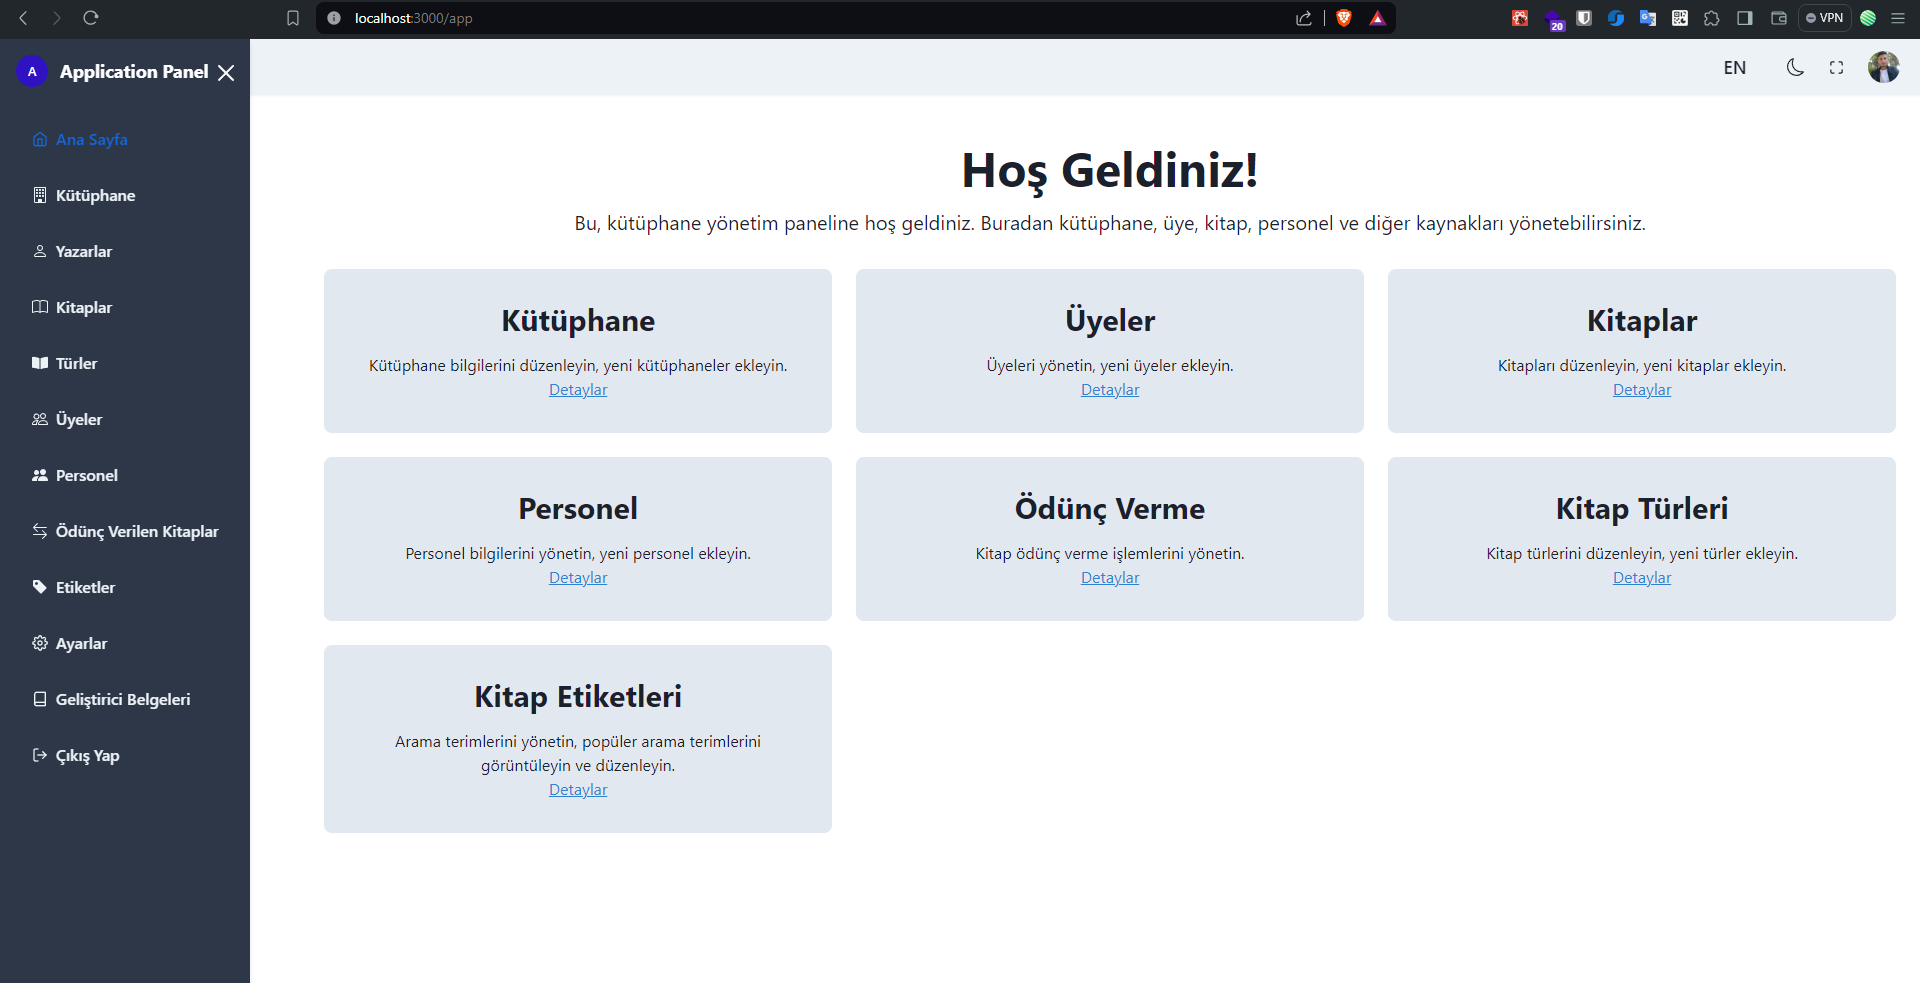 localhost:3000/app
20
VPN
A
Application Panel
EN
Ana Sayfa
Kütüphane
Yazarlar
Kitaplar
Türler
Üyeler
Personel
Ödünç Verilen Kitaplar
Etiketler
Ayarlar
Geliştirici Belgeleri
Çıkış Yap
Hoş Geldiniz!
Bu, kütüphane yönetim paneline hoş geldiniz. Buradan kütüphane, üye, kitap, personel ve diğer kaynakları yönetebilirsiniz.
Kütüphane
Kütüphane bilgilerini düzenleyin, yeni kütüphaneler ekleyin.
Detaylar
Üyeler
Üyeleri yönetin, yeni üyeler ekleyin.
Detaylar
Kitaplar
Kitapları düzenleyin, yeni kitaplar ekleyin.
Detaylar
Personel
Personel bilgilerini yönetin, yeni personel ekleyin.
Detaylar
Ödünç Verme
Kitap ödünç verme işlemlerini yönetin.
Detaylar
Kitap Türleri
Kitap türlerini düzenleyin, yeni türler ekleyin.
Detaylar
Kitap Etiketleri
Arama terimlerini yönetin, popüler arama terimlerini
görüntüleyin ve düzenleyin.
Detaylar